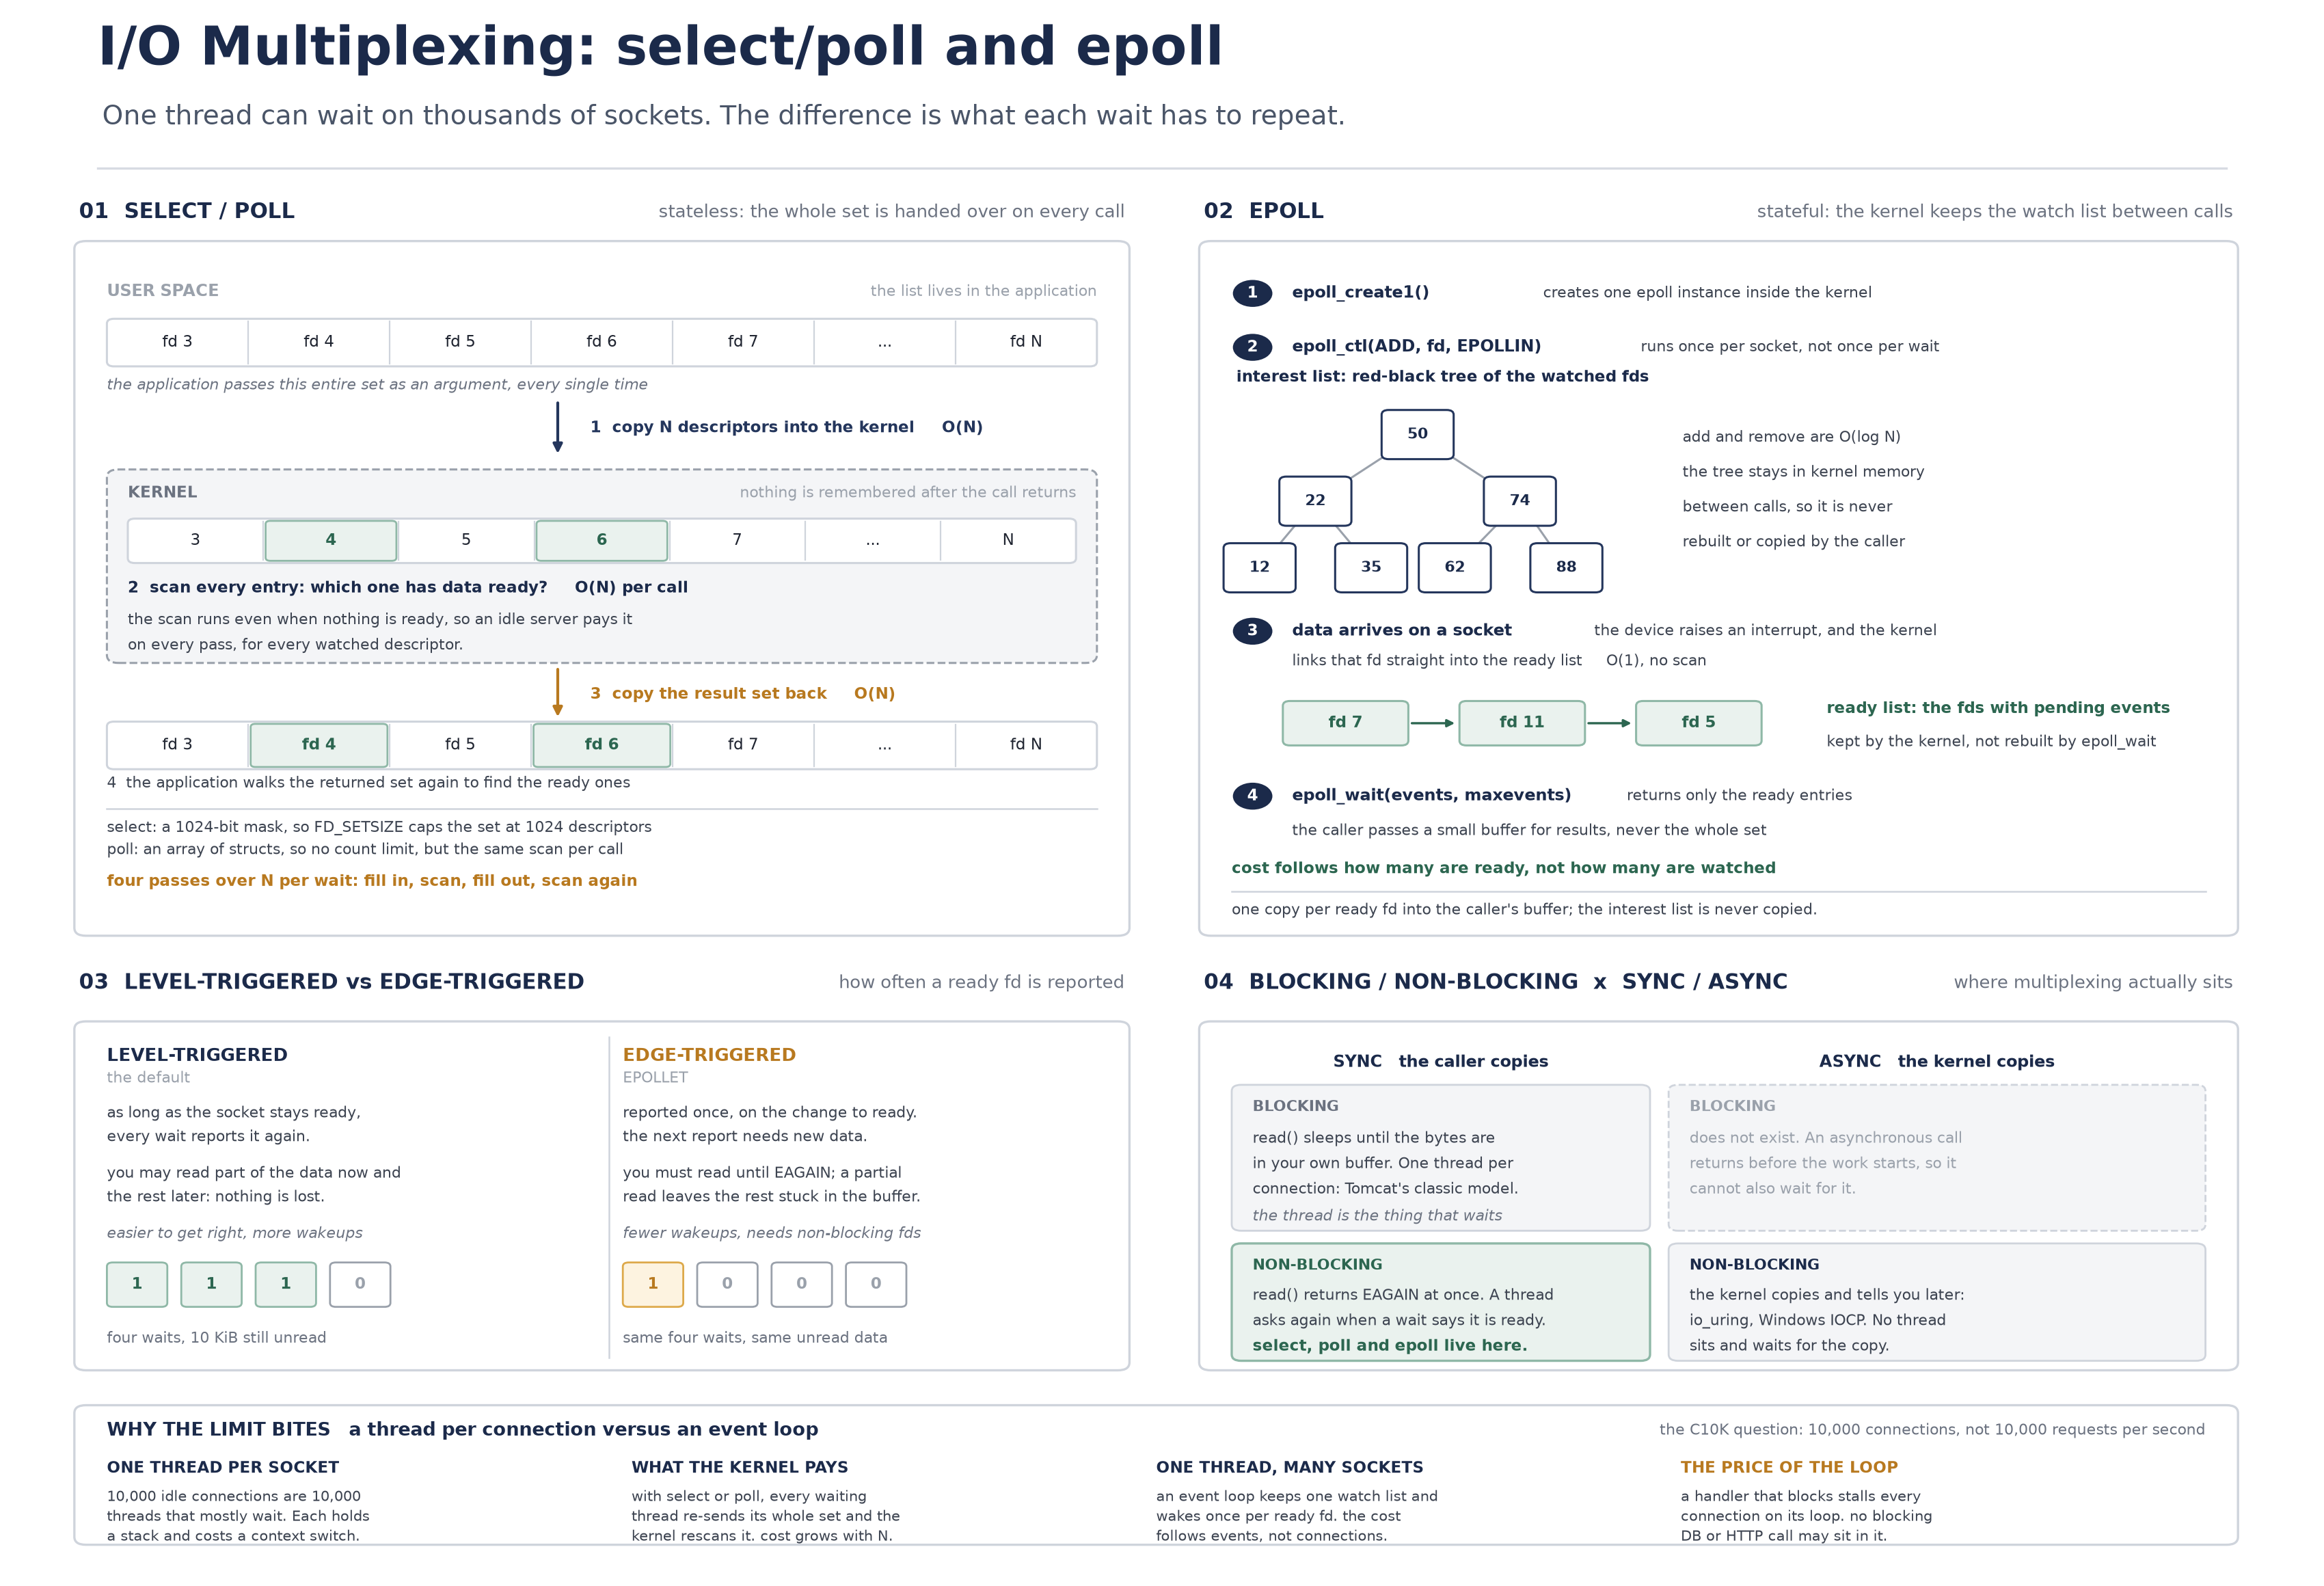 I/O Multiplexing: select/poll and epoll
One thread can wait on thousands of sockets. The difference is what each wait has to repeat.
01 SELECT / POLL
stateless: the whole set is handed over on every call
USER SPACE
the list lives in the application
fd 3 fd 4 fd 5 fd 6 fd 7 ... fd N
the application passes this entire set as an argument, every single time
1 copy N descriptors into the kernel O(N)
KERNEL
nothing is remembered after the call returns
3 4 5 6 7 ... N
2 scan every entry: which one has data ready? O(N) per call
the scan runs even when nothing is ready, so an idle server pays it
on every pass, for every watched descriptor.
3 copy the result set back O(N)
fd 3 fd 4 fd 5 fd 6 fd 7 ... fd N
4 the application walks the returned set again to find the ready ones
select: a 1024-bit mask, so FD_SETSIZE caps the set at 1024 descriptors
poll: an array of structs, so no count limit, but the same scan per call
four passes over N per wait: fill in, scan, fill out, scan again
02 EPOLL
stateful: the kernel keeps the watch list between calls
1 epoll_create1() creates one epoll instance inside the kernel
2 epoll_ctl(ADD, fd, EPOLLIN) runs once per socket, not once per wait
interest list: red-black tree of the watched fds
50
22 74
12 35 62 88
add and remove are O(log N)
the tree stays in kernel memory
between calls, so it is never
rebuilt or copied by the caller
3 data arrives on a socket the device raises an interrupt, and the kernel
links that fd straight into the ready list O(1), no scan
fd 7 fd 11 fd 5
ready list: the fds with pending events
kept by the kernel, not rebuilt by epoll_wait
4 epoll_wait(events, maxevents) returns only the ready entries
the caller passes a small buffer for results, never the whole set
cost follows how many are ready, not how many are watched
one copy per ready fd into the caller's buffer; the interest list is never copied.
03 LEVEL-TRIGGERED vs EDGE-TRIGGERED
how often a ready fd is reported
LEVEL-TRIGGERED
the default
as long as the socket stays ready,
every wait reports it again.
you may read part of the data now and
the rest later: nothing is lost.
easier to get right, more wakeups
1 1 1 0
four waits, 10 KiB still unread
EDGE-TRIGGERED
EPOLLET
reported once, on the change to ready.
the next report needs new data.
you must read until EAGAIN; a partial
read leaves the rest stuck in the buffer.
fewer wakeups, needs non-blocking fds
1 0 0 0
same four waits, same unread data
04 BLOCKING / NON-BLOCKING x SYNC / ASYNC
where multiplexing actually sits
SYNC the caller copies
ASYNC the kernel copies
BLOCKING
read() sleeps until the bytes are
in your own buffer. One thread per
connection: Tomcat's classic model.
the thread is the thing that waits
BLOCKING
does not exist. An asynchronous call
returns before the work starts, so it
cannot also wait for it.
NON-BLOCKING
read() returns EAGAIN at once. A thread
asks again when a wait says it is ready.
select, poll and epoll live here.
NON-BLOCKING
the kernel copies and tells you later:
io_uring, Windows IOCP. No thread
sits and waits for the copy.
WHY THE LIMIT BITES a thread per connection versus an event loop
the C10K question: 10,000 connections, not 10,000 requests per second
ONE THREAD PER SOCKET
10,000 idle connections are 10,000
threads that mostly wait. Each holds
a stack and costs a context switch.
WHAT THE KERNEL PAYS
with select or poll, every waiting
thread re-sends its whole set and the
kernel rescans it. cost grows with N.
ONE THREAD, MANY SOCKETS
an event loop keeps one watch list and
wakes once per ready fd. the cost
follows events, not connections.
THE PRICE OF THE LOOP
a handler that blocks stalls every
connection on its loop. no blocking
DB or HTTP call may sit in it.